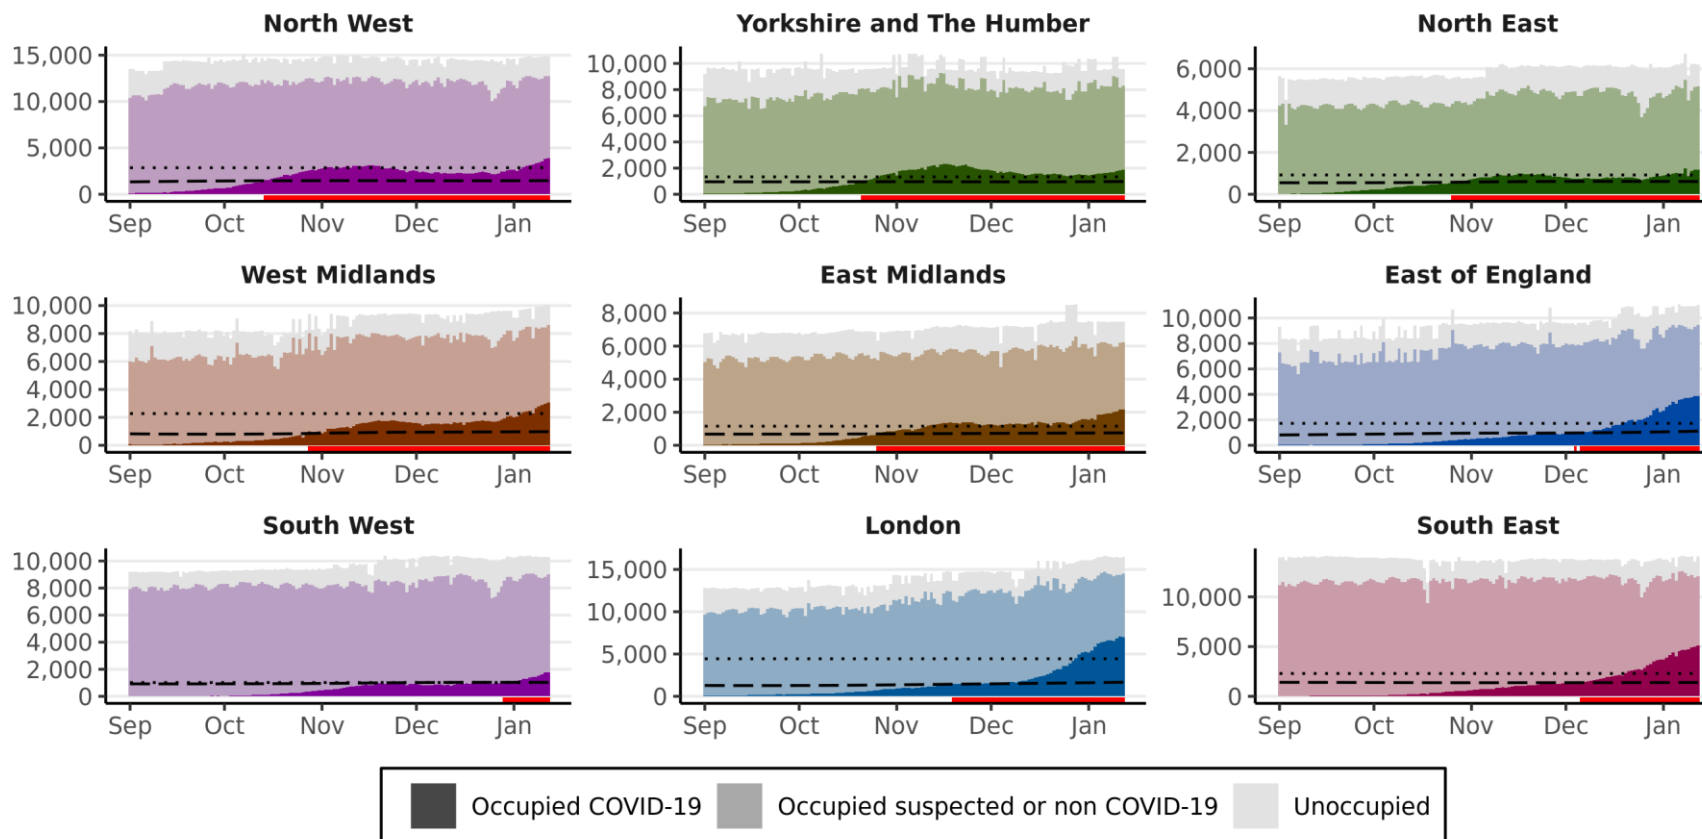 North West
Yorkshire and The Humber
North East
15,000
10,000
5,000
0
10,000
8,000
6,000
4,000
2,000
0
6,000
4,000
2,000
0
Sep Oct Nov Dec Jan
Sep Oct Nov Dec Jan
Sep Oct Nov Dec Jan
West Midlands
East Midlands
East of England
10,000
8,000
6,000
4,000
2,000
0
8,000
6,000
4,000
2,000
0
10,000
8,000
6,000
4,000
2,000
0
Sep Oct Nov Dec Jan
Sep Oct Nov Dec Jan
Sep Oct Nov Dec Jan
South West
London
South East
10,000
8,000
6,000
4,000
2,000
0
15,000
10,000
5,000
0
10,000
5,000
0
Sep Oct Nov Dec Jan
Sep Oct Nov Dec Jan
Sep Oct Nov Dec Jan
Occupied COVID-19
Occupied suspected or non COVID-19
Unoccupied